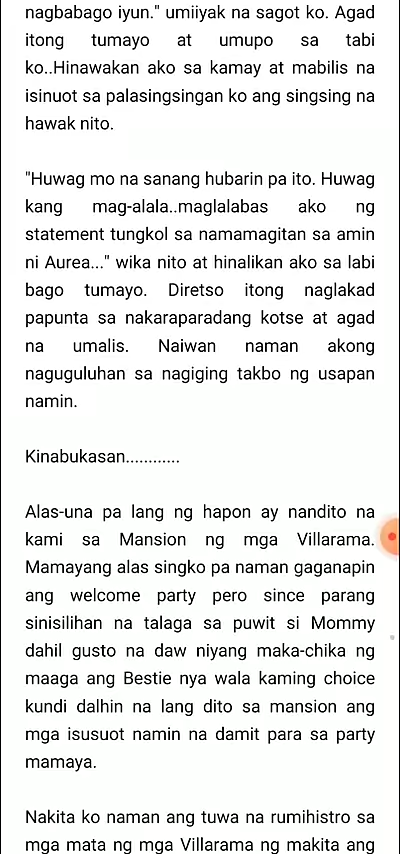 nagbabago iyun." umiiyak na sagot ko. Agad
itong tumayo at umupo sa tabi
ko..Hinawakan ako sa kamay at mabilis na
isinuot sa palasingsingan ko ang singsing na
hawak nito.
"Huwag mo na sanang hubarin pa ito. Huwag
kang mag-alala..maglalabas ako ng
statement tungkol sa namamagitan sa amin
ni Aurea..." wika nito at hinalikan ako sa labi
bago tumayo. Diretso itong naglakad
papunta sa nakaraparadang kotse at agad
na umalis. Naiwan naman akong
naguguluhan sa nagiging takbo ng usapan
namin.
Kinabukasan............
Alas-una pa lang ng hapon ay nandito na
kami sa Mansion ng mga Villarama.
Mamayang alas singko pa naman gaganapin
ang welcome party pero since parang
sinisilihan na talaga sa puwit si Mommy
dahil gusto na daw niyang maka-chika ng
maaga ang Bestie nya wala kaming choice
kundi dalhin na lang dito sa mansion ang
mga isusuot namin na damit para sa party
mamaya.
Nakita ko naman ang tuwa na rumihistro sa
mga mata ng mga Villarama ng makita ang